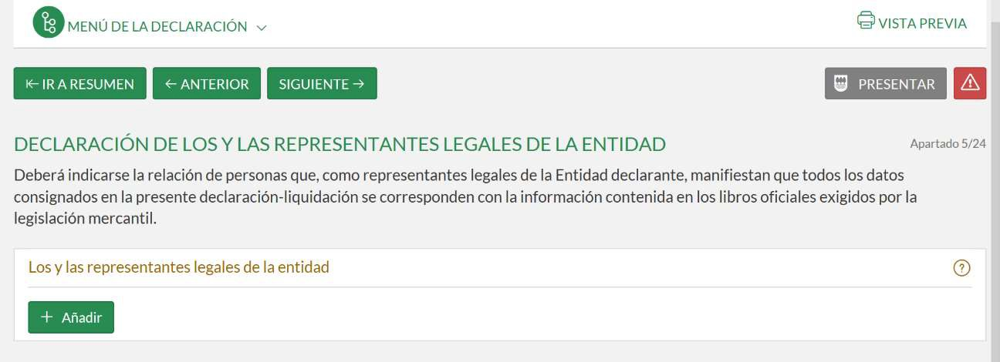 MENÚ DE LA DECLARACIÓN
VISTA PREVIA
IR A RESUMEN
ANTERIOR
SIGUIENTE
PRESENTAR
DECLARACIÓN DE LOS Y LAS REPRESENTANTES LEGALES DE LA ENTIDAD
Apartado 5/24
Deberá indicarse la relación de personas que, como representantes legales de la Entidad declarante, manifiestan que todos los datos
consignados en la presente declaración-liquidación se corresponden con la información contenida en los libros oficiales exigidos por la
legislación mercantil.
Los y las representantes legales de la entidad
?
+ Añadir